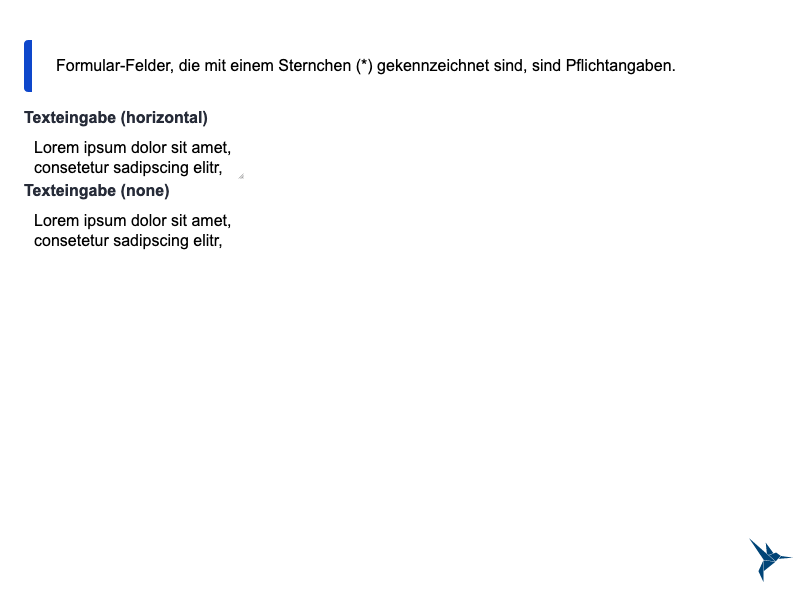 Formular-Felder, die mit einem Sternchen (*) gekennzeichnet sind, sind Pflichtangaben.
Texteingabe (horizontal)
Lorem ipsum dolor sit amet,
consetetur sadipscing elitr,
Texteingabe (none)
Lorem ipsum dolor sit amet,
consetetur sadipscing elitr,